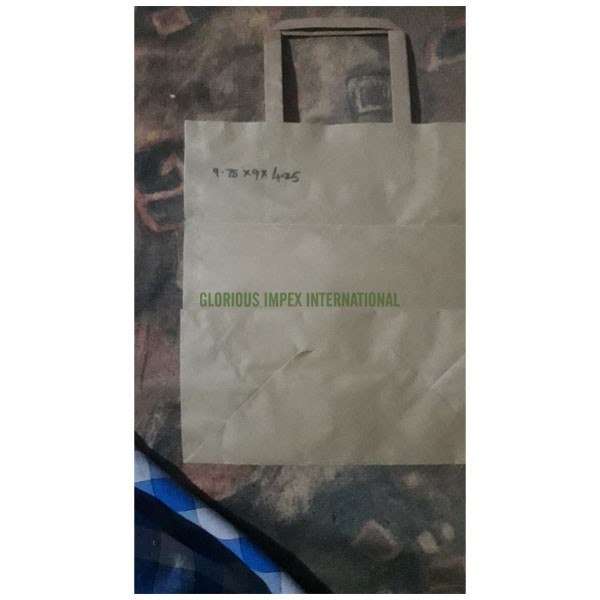 9.75 x 9 x 4.25
GLORIOUS IMPEX INTERNATIONAL